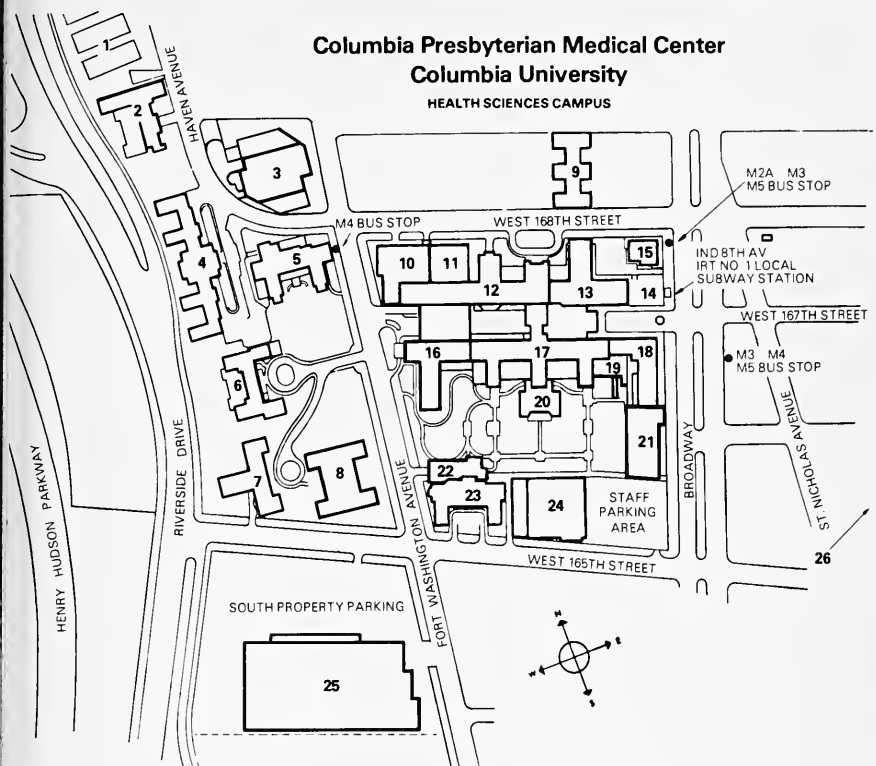 Columbia Presbyterian Medical Center
Columbia University
HEALTH SCIENCES CAMPUS
1
2
HAVEN AVENUE
3
9
M2A M3
M5 BUS STOP
M4 BUS STOP
WEST 168TH STREET
4
5
10
11
12
13
15
14
IND 8TH AV
IRT NO 1 LOCAL
SUBWAY STATION
WEST 167TH STREET
16
17
18
19
M3 M4
M5 BUS STOP
6
20
21
HENRY HUDSON PARKWAY
RIVERSIDE DRIVE
7
8
FORT WASHINGTON AVENUE
22
23
24
STAFF
PARKING
AREA
BROADWAY
ST. NICHOLAS AVENUE
26
WEST 165TH STREET
SOUTH PROPERTY PARKING
25
N
E
W
S